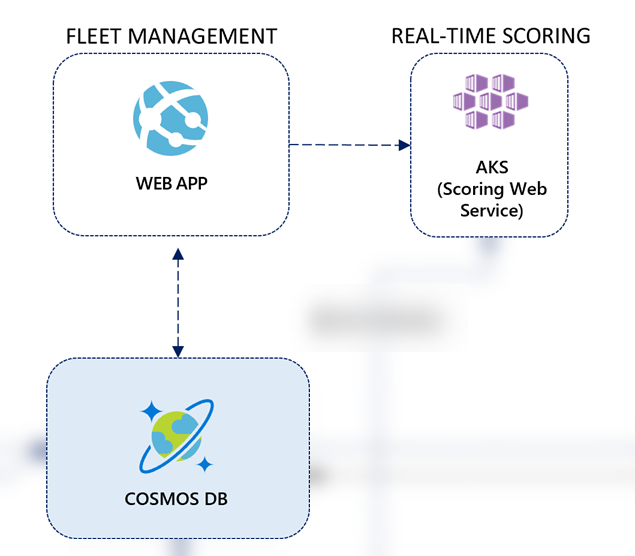 FLEET MANAGEMENT
REAL-TIME SCORING
WEB APP
AKS
(Scoring Web
Service)
COSMOS DB